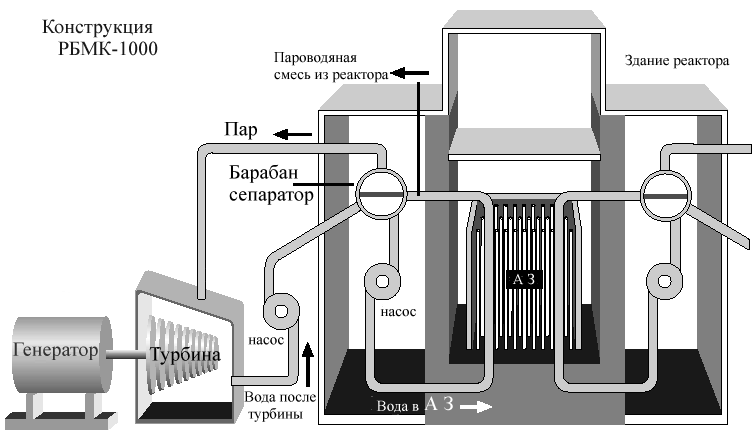 Конструкция
РБМК-1000
Пароводяная
смесь из реактора
Здание реактора
Пар
Барабан
сепаратор
А З
насос
насос
Генератор
Турбина
Вода после
турбины
Вода в А З